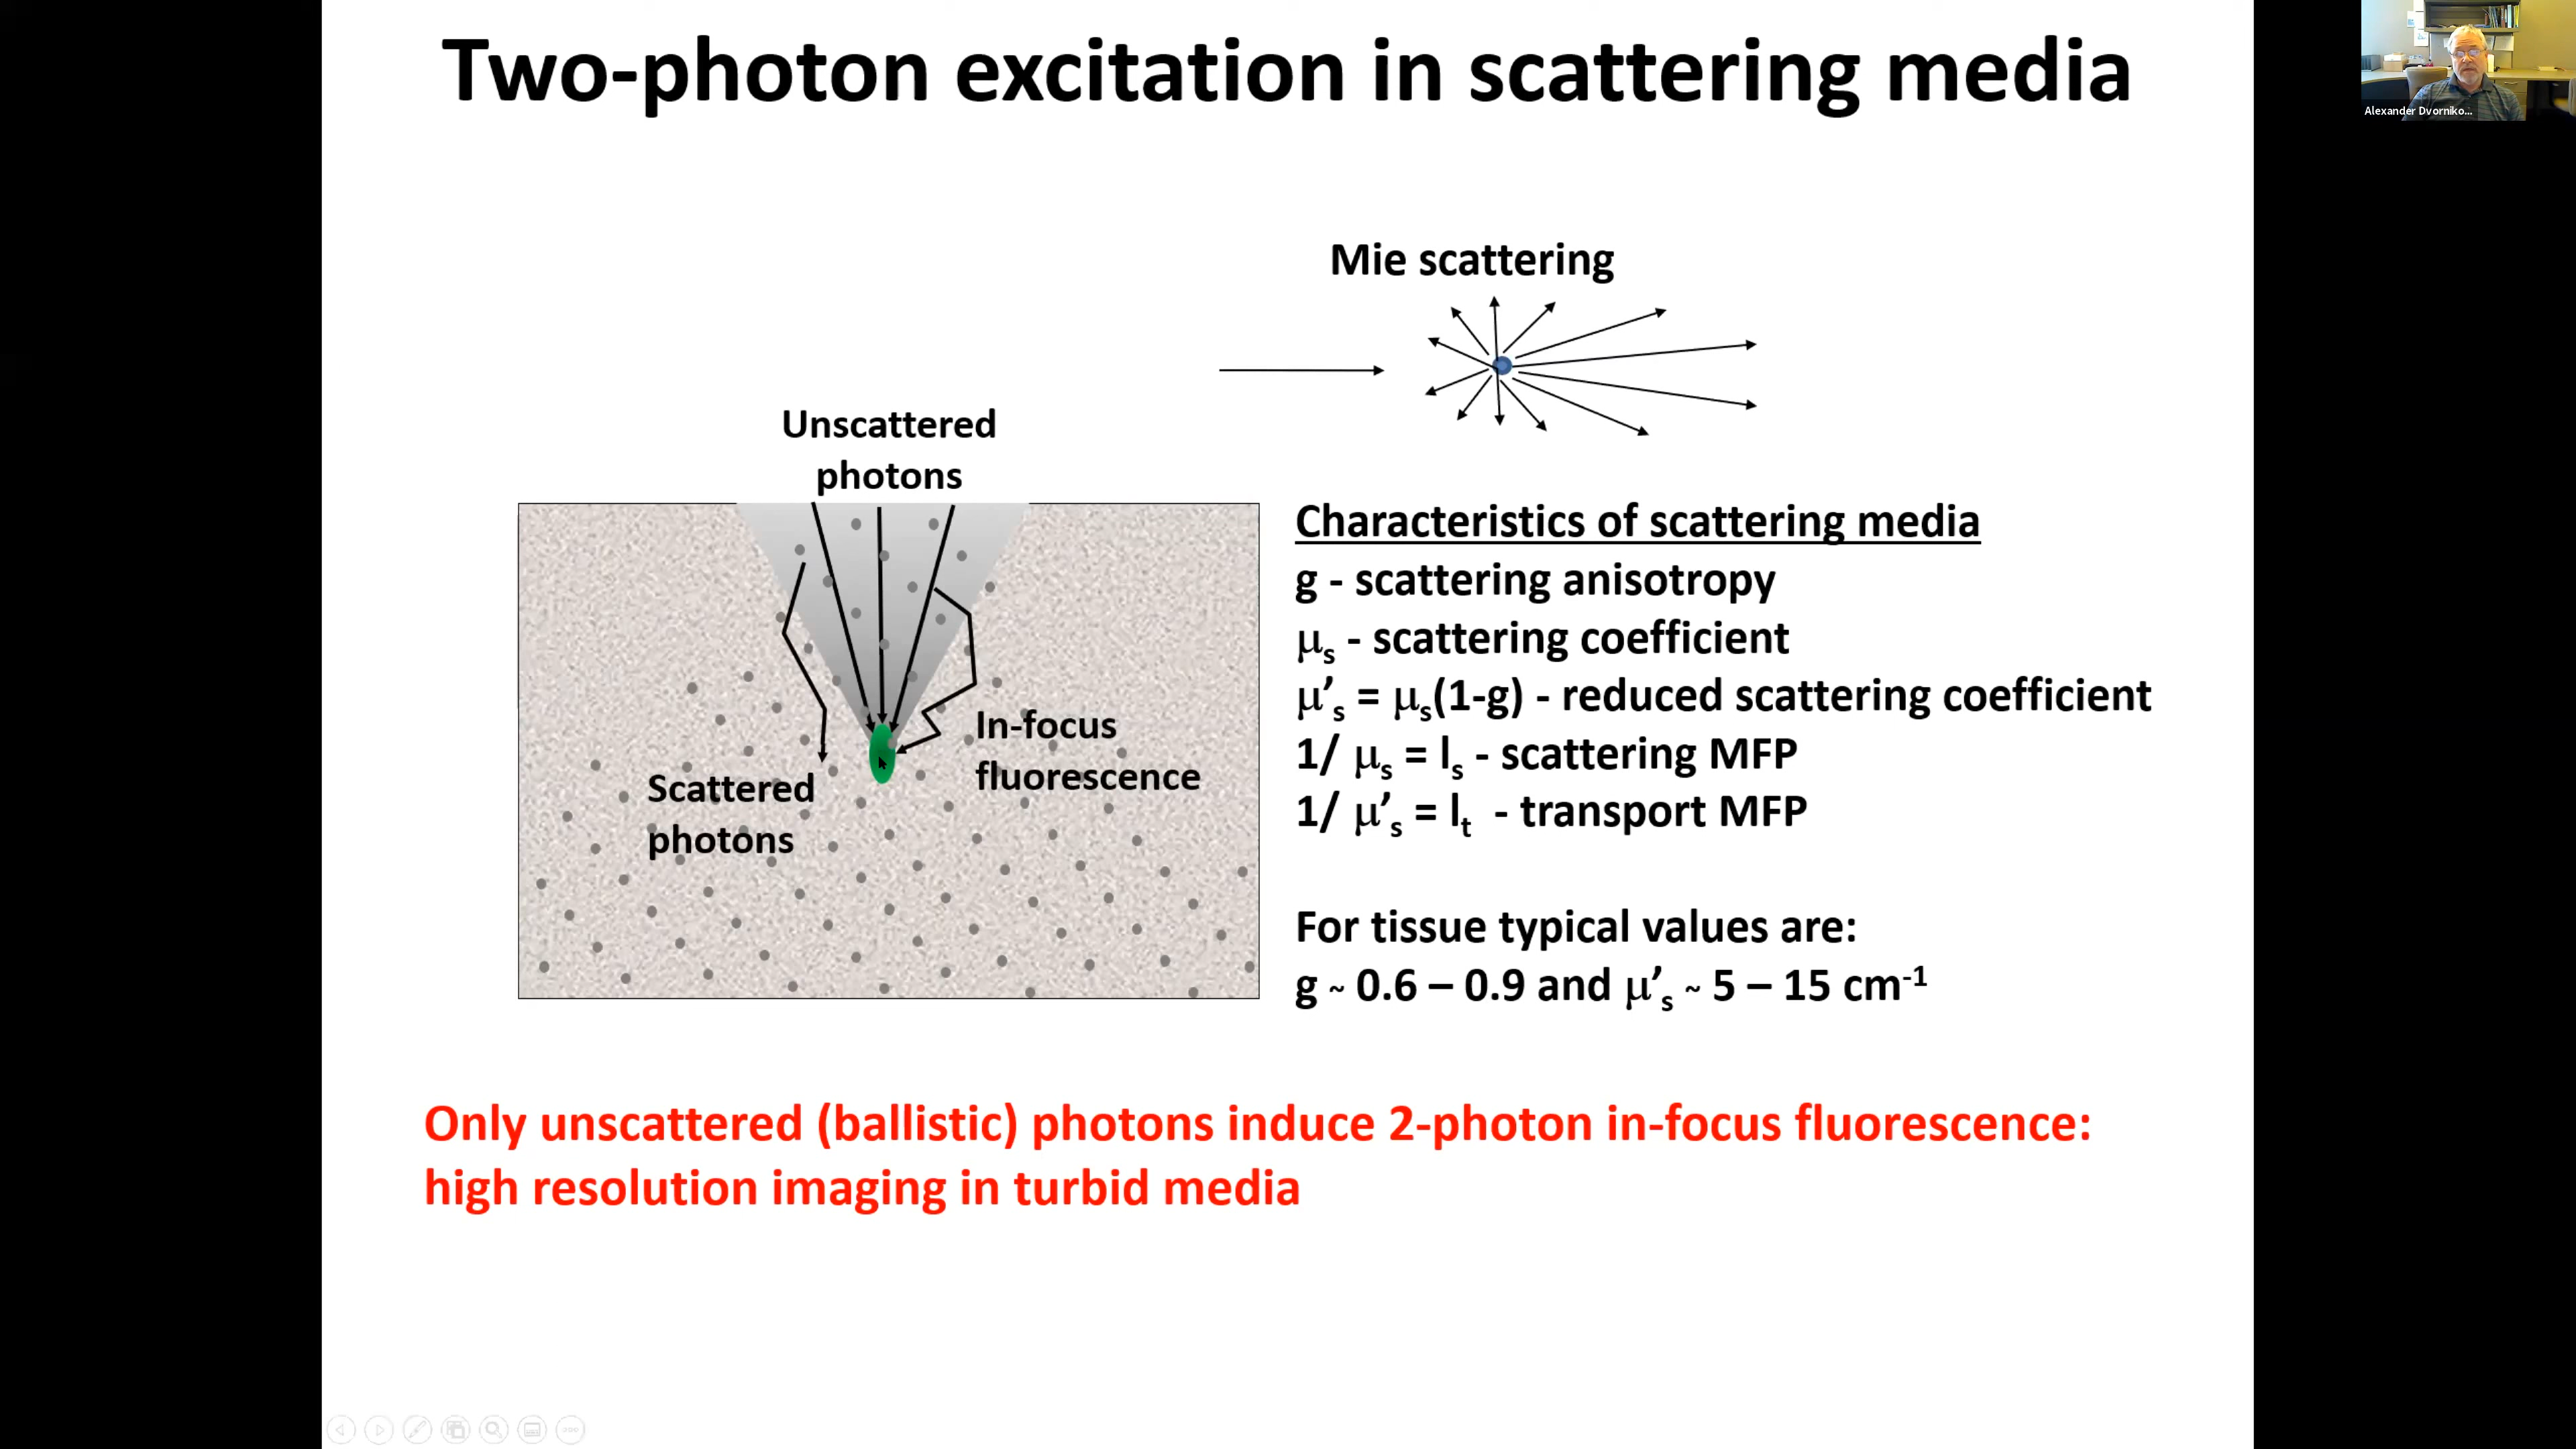 Two-photon excitation in scattering media
Alexander Dvorniko...
Mie scattering
Unscattered
photons
Scattered
photons
In-focus
fluorescence
Characteristics of scattering media
g - scattering anisotropy
μs - scattering coefficient
μ’s = μs(1-g) - reduced scattering coefficient
1/ μs = ls - scattering MFP
1/ μ’s = lt - transport MFP
For tissue typical values are:
g ~ 0.6 – 0.9 and μ’s ~ 5 – 15 cm-1
Only unscattered (ballistic) photons induce 2-photon in-focus fluorescence:
high resolution imaging in turbid media